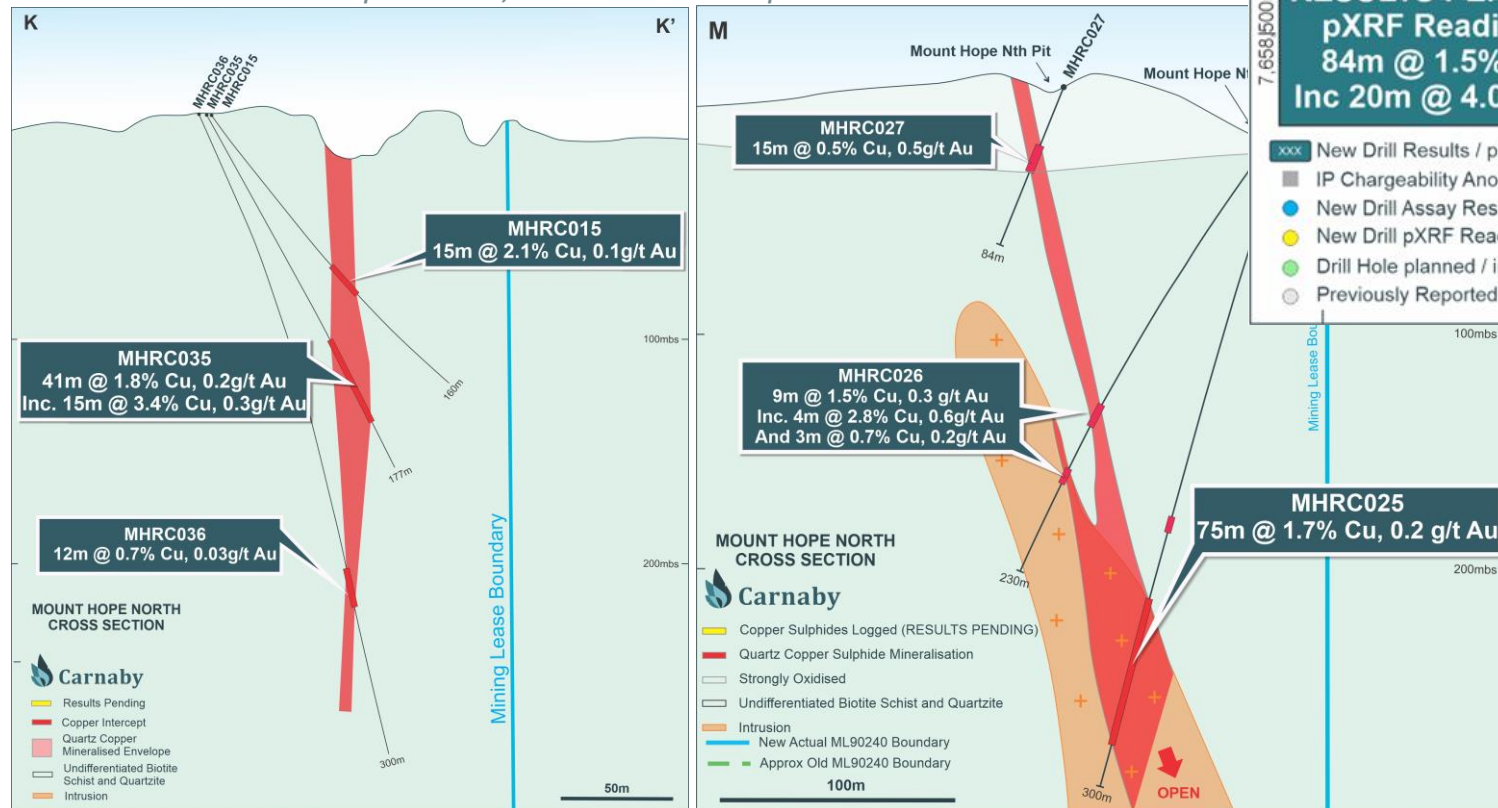 K
K'
MHRC036
MHRC035
MHRC015
MHRC015
15m @ 2.1% Cu, 0.1g/t Au
100mbs
MHRC035
41m @ 1.8% Cu, 0.2g/t Au
Inc. 15m @ 3.4% Cu, 0.3g/t Au
160m
177m
MHRC036
12m @ 0.7% Cu, 0.03g/t Au
200mbs
Mining Lease Boundary
MOUNT HOPE NORTH
CROSS SECTION
Carnaby
Results Pending
Copper Intercept
Quartz Copper
Mineralised Envelope
Undifferentiated Biotite
Schist and Quartzite
Intrusion
300m
50m
M
Mount Hope Nth Pit
MHRC027
Mount Hope
MHRC027
15m @ 0.5% Cu, 0.5g/t Au
84m
MHRC026
9m @ 1.5% Cu, 0.3 g/t Au
Inc. 4m @ 2.8% Cu, 0.6g/t Au
And 3m @ 0.7% Cu, 0.2g/t Au
MHRC025
75m @ 1.7% Cu, 0.2 g/t Au
230m
MOUNT HOPE NORTH
CROSS SECTION
Carnaby
Copper Sulphides Logged (RESULTS PENDING)
Quartz Copper Sulphide Mineralisation
Strongly Oxidised
Undifferentiated Biotite Schist and Quartzite
Intrusion
New Actual ML90240 Boundary
Approx Old ML90240 Boundary
100m
300m
OPEN
7,658,500
pXRF Readi
84m @ 1.5%
Inc 20m @ 4.0
XXX New Drill Results / p
IP Chargeability Ano
New Drill Assay Res
New Drill pXRF Rea
Drill Hole planned / i
Previously Reported
100mbs
Mining Lease Bou
200mbs